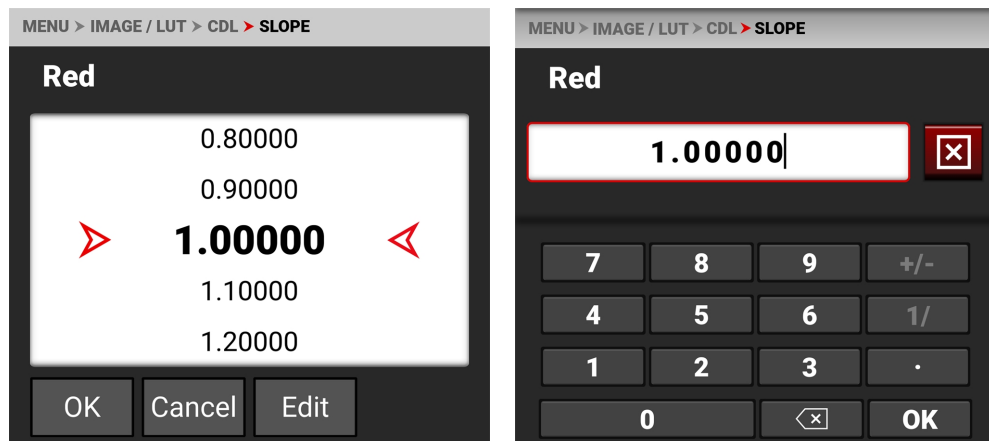 MENU > IMAGE / LUT > CDL > SLOPE
Red
0.80000
0.90000
1.00000
1.10000
1.20000
OK Cancel Edit
MENU > IMAGE / LUT > CDL > SLOPE
Red
1.00000
7 8 9 +/-
4 5 6 1/
1 2 3 .
0 OK